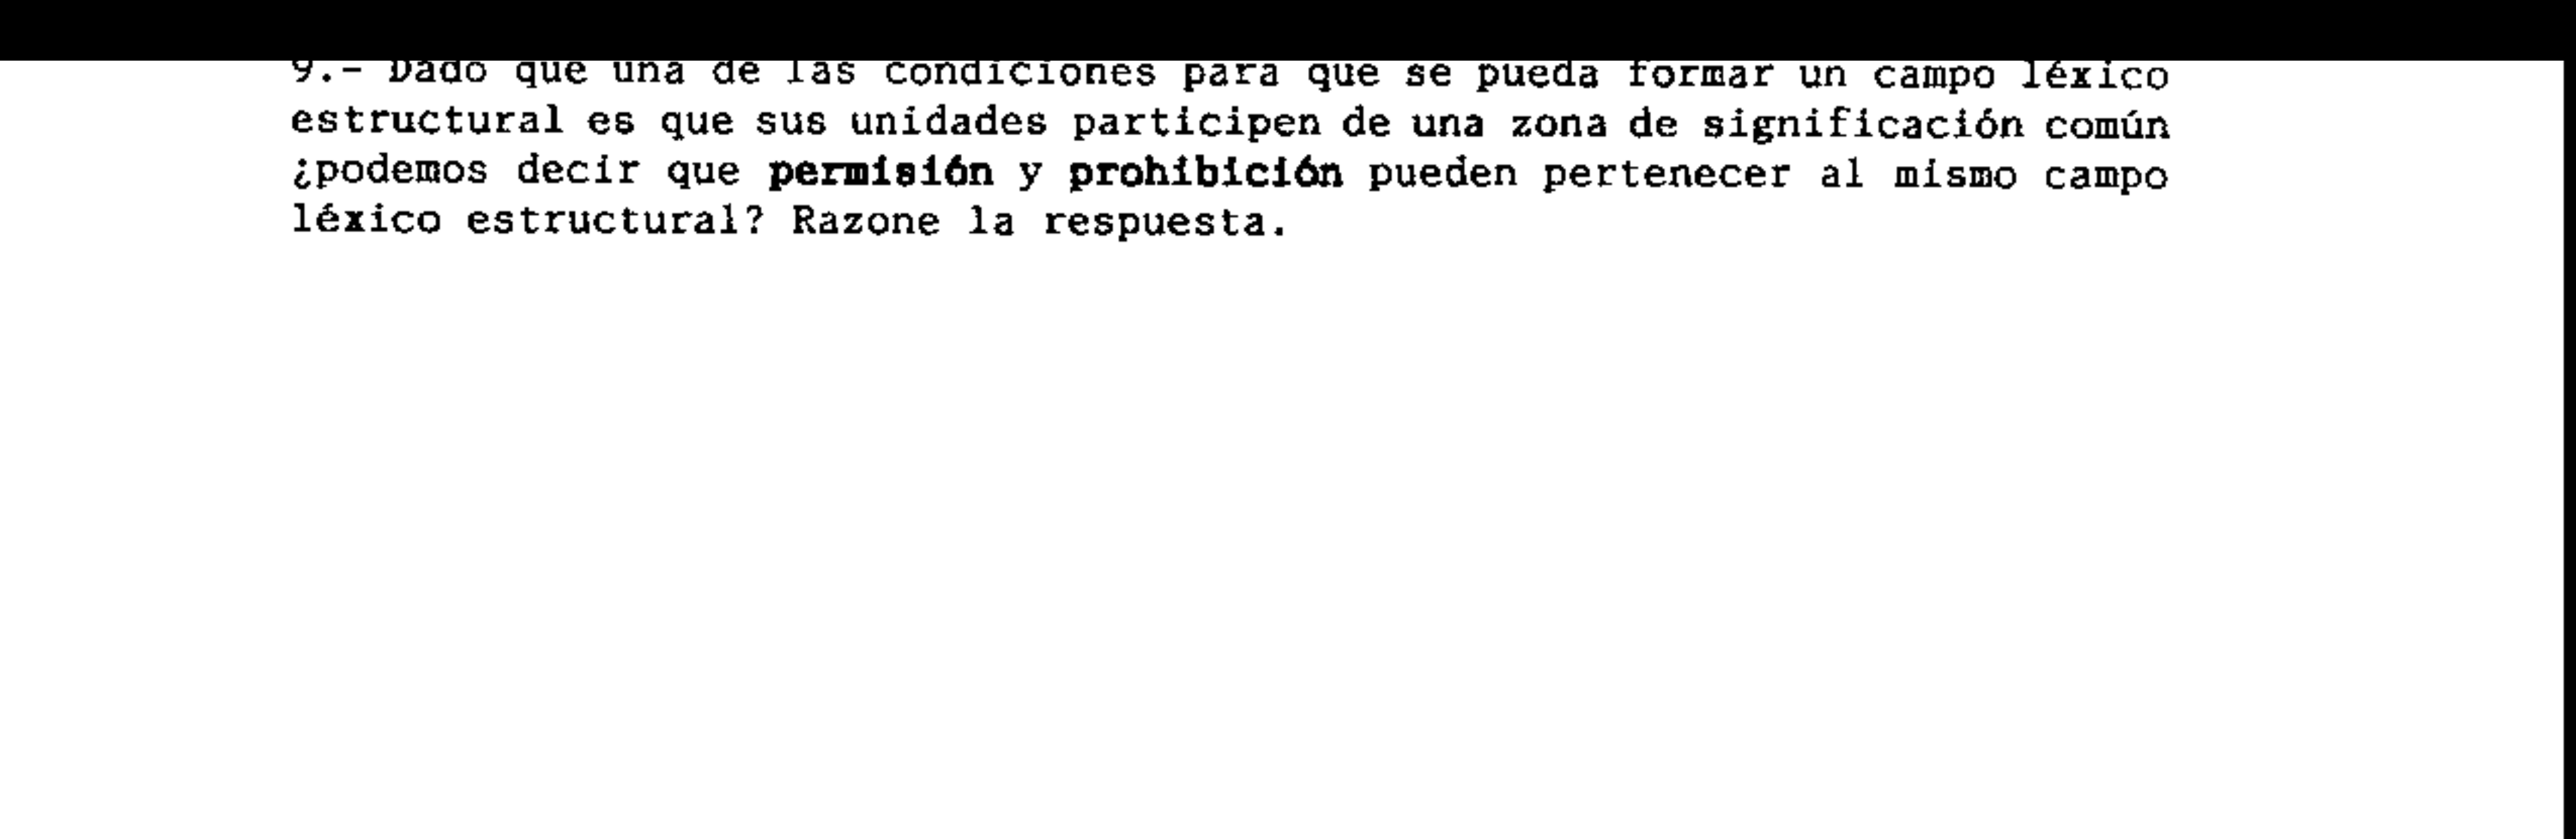 9.- Dado que una de las condiciones para que se pueda formar un campo léxico
estructural es que sus unidades participen de una zona de significación común
¿podemos decir que permisión y prohibición pueden pertenecer al mismo campo
léxico estructural? Razone la respuesta.